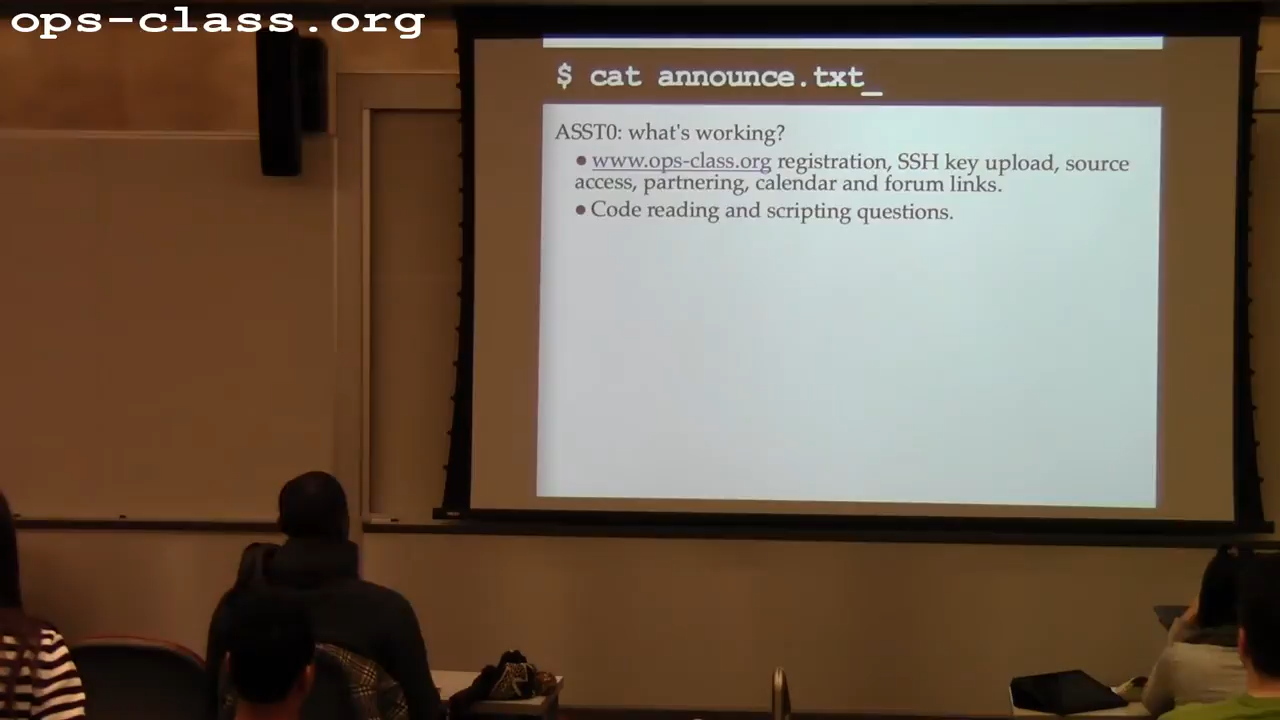 ops-class.org
$ cat announce.txt_
ASST0: what's working?
● www.ops-class.org registration, SSH key upload, source
access, partnering, calendar and forum links.
● Code reading and scripting questions.